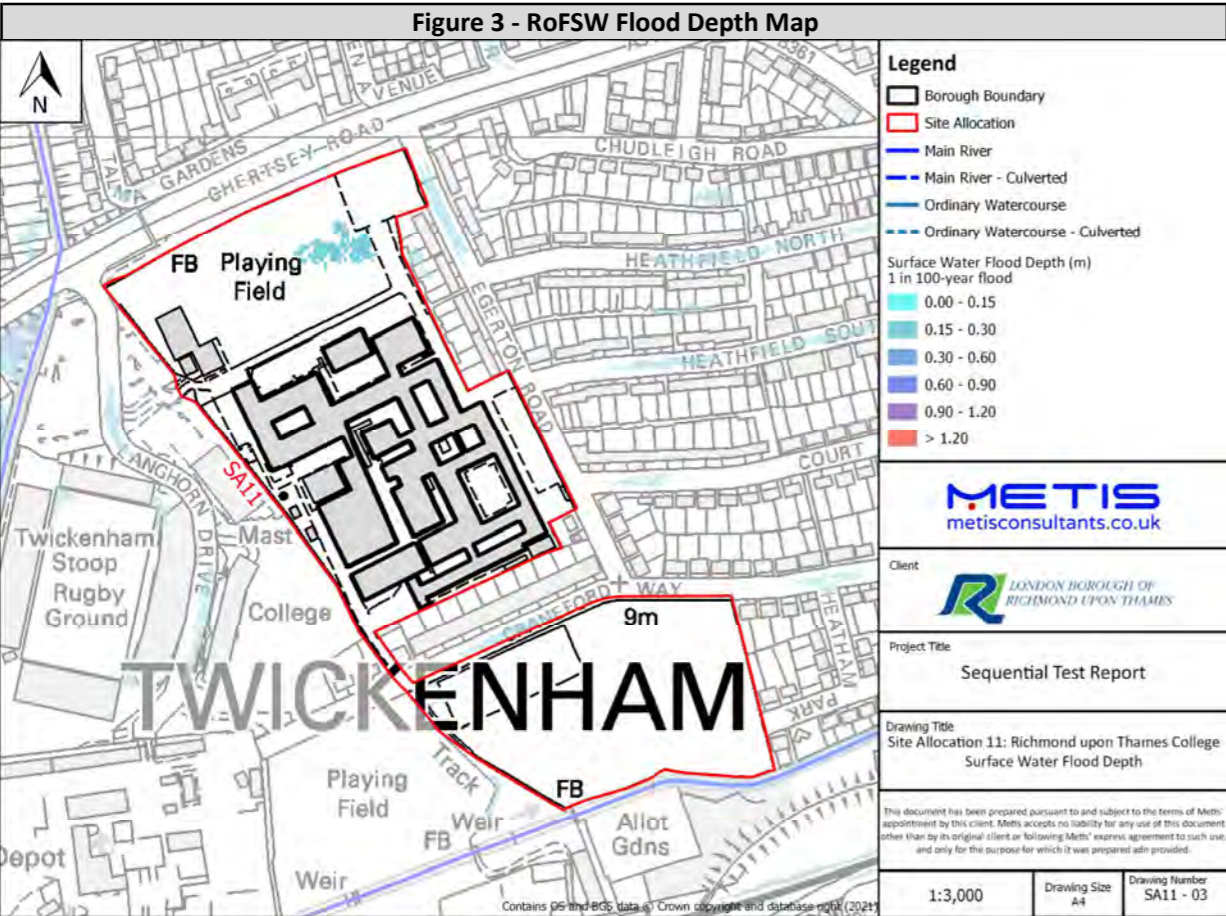 Figure 3 - RoFSW Flood Depth Map
N
VENUE
GARDENS
CHERTSEY ROAD
CHUDLEIGH ROAD
FB
Playing
Field
HEATHFIELD NORTH
EGERTON ROAD
HEATHFIELD SOUT
LANGHORN DRIVE
SA11
COURT
Twickenham
Stoop
Rugby
Ground
Mast
College
CRANEFORD WAY
9m
HEATHAM
PARK
TWICKENHAM
Track
Playing
Field
FB
Weir
FB
Allot
Gdns
Depot
Weir
Contains OS and BGS data © Crown copyright and database right (2021)
Legend
Borough Boundary
Site Allocation
Main River
Main River - Culverted
Ordinary Watercourse
Ordinary Watercourse - Culverted
Surface Water Flood Depth (m)
1 in 100-year flood
0.00 - 0.15
0.15 - 0.30
0.30 - 0.60
0.60 - 0.90
0.90 - 1.20
> 1.20
METIS
metisconsultants.co.uk
Client
LONDON BOROUGH OF
RICHMOND UPON THAMES
Project Title
Sequential Test Report
Drawing Title
Site Allocation 11: Richmond upon Thames College
Surface Water Flood Depth
This document has been prepared pursuant to and subject to the terms of Metis'
appointment by this client. Metis accepts no liability for any use of this document
other than by its original client or following Metis' express agreement to such use,
and only for the purpose for which it was prepared adn provided.
1:3,000
Drawing Size
A4
Drawing Number
SA11 - 03